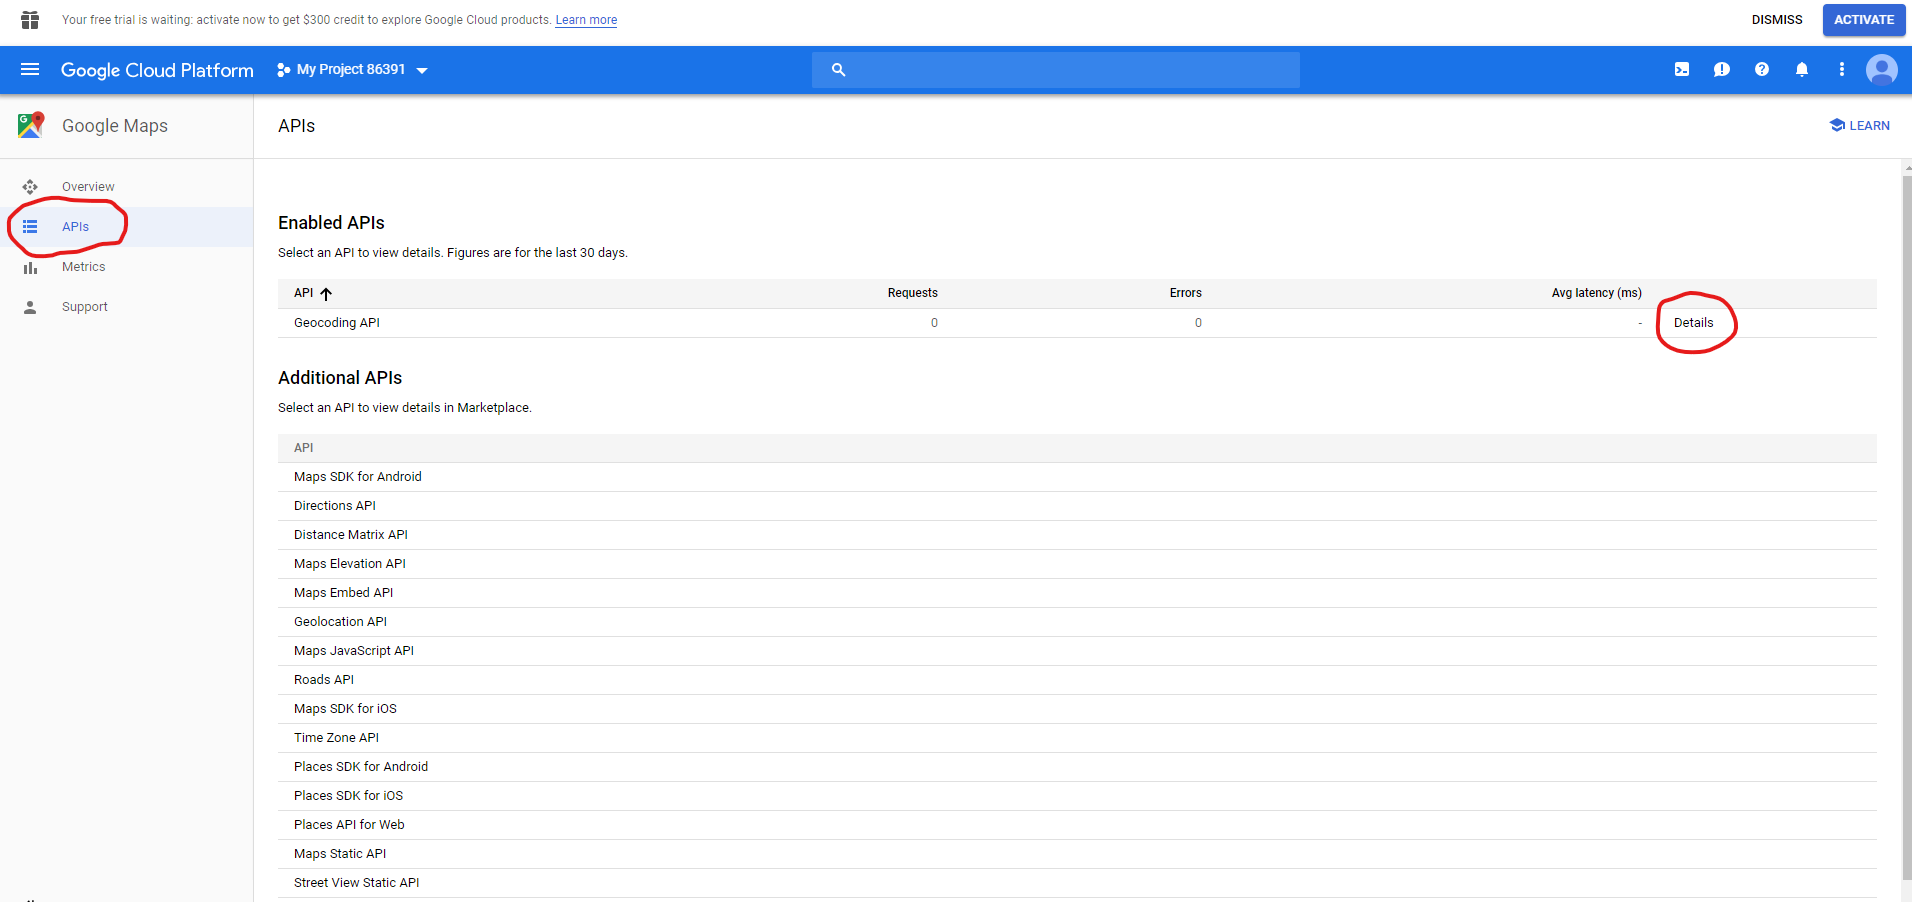 Your free trial is waiting: activate now to get $300 credit to explore Google Cloud products. Learn more
DISMISS
ACTIVATE
Google Cloud Platform
My Project 86391
Google Maps
APIs
LEARN
Overview
APIs
Metrics
Support
Enabled APIs
Select an API to view details. Figures are for the last 30 days.
API Requests Errors Avg latency (ms)
Geocoding API 0 0 - Details
Additional APIs
Select an API to view details in Marketplace.
API
Maps SDK for Android
Directions API
Distance Matrix API
Maps Elevation API
Maps Embed API
Geolocation API
Maps JavaScript API
Roads API
Maps SDK for iOS
Time Zone API
Places SDK for Android
Places SDK for iOS
Places API for Web
Maps Static API
Street View Static API